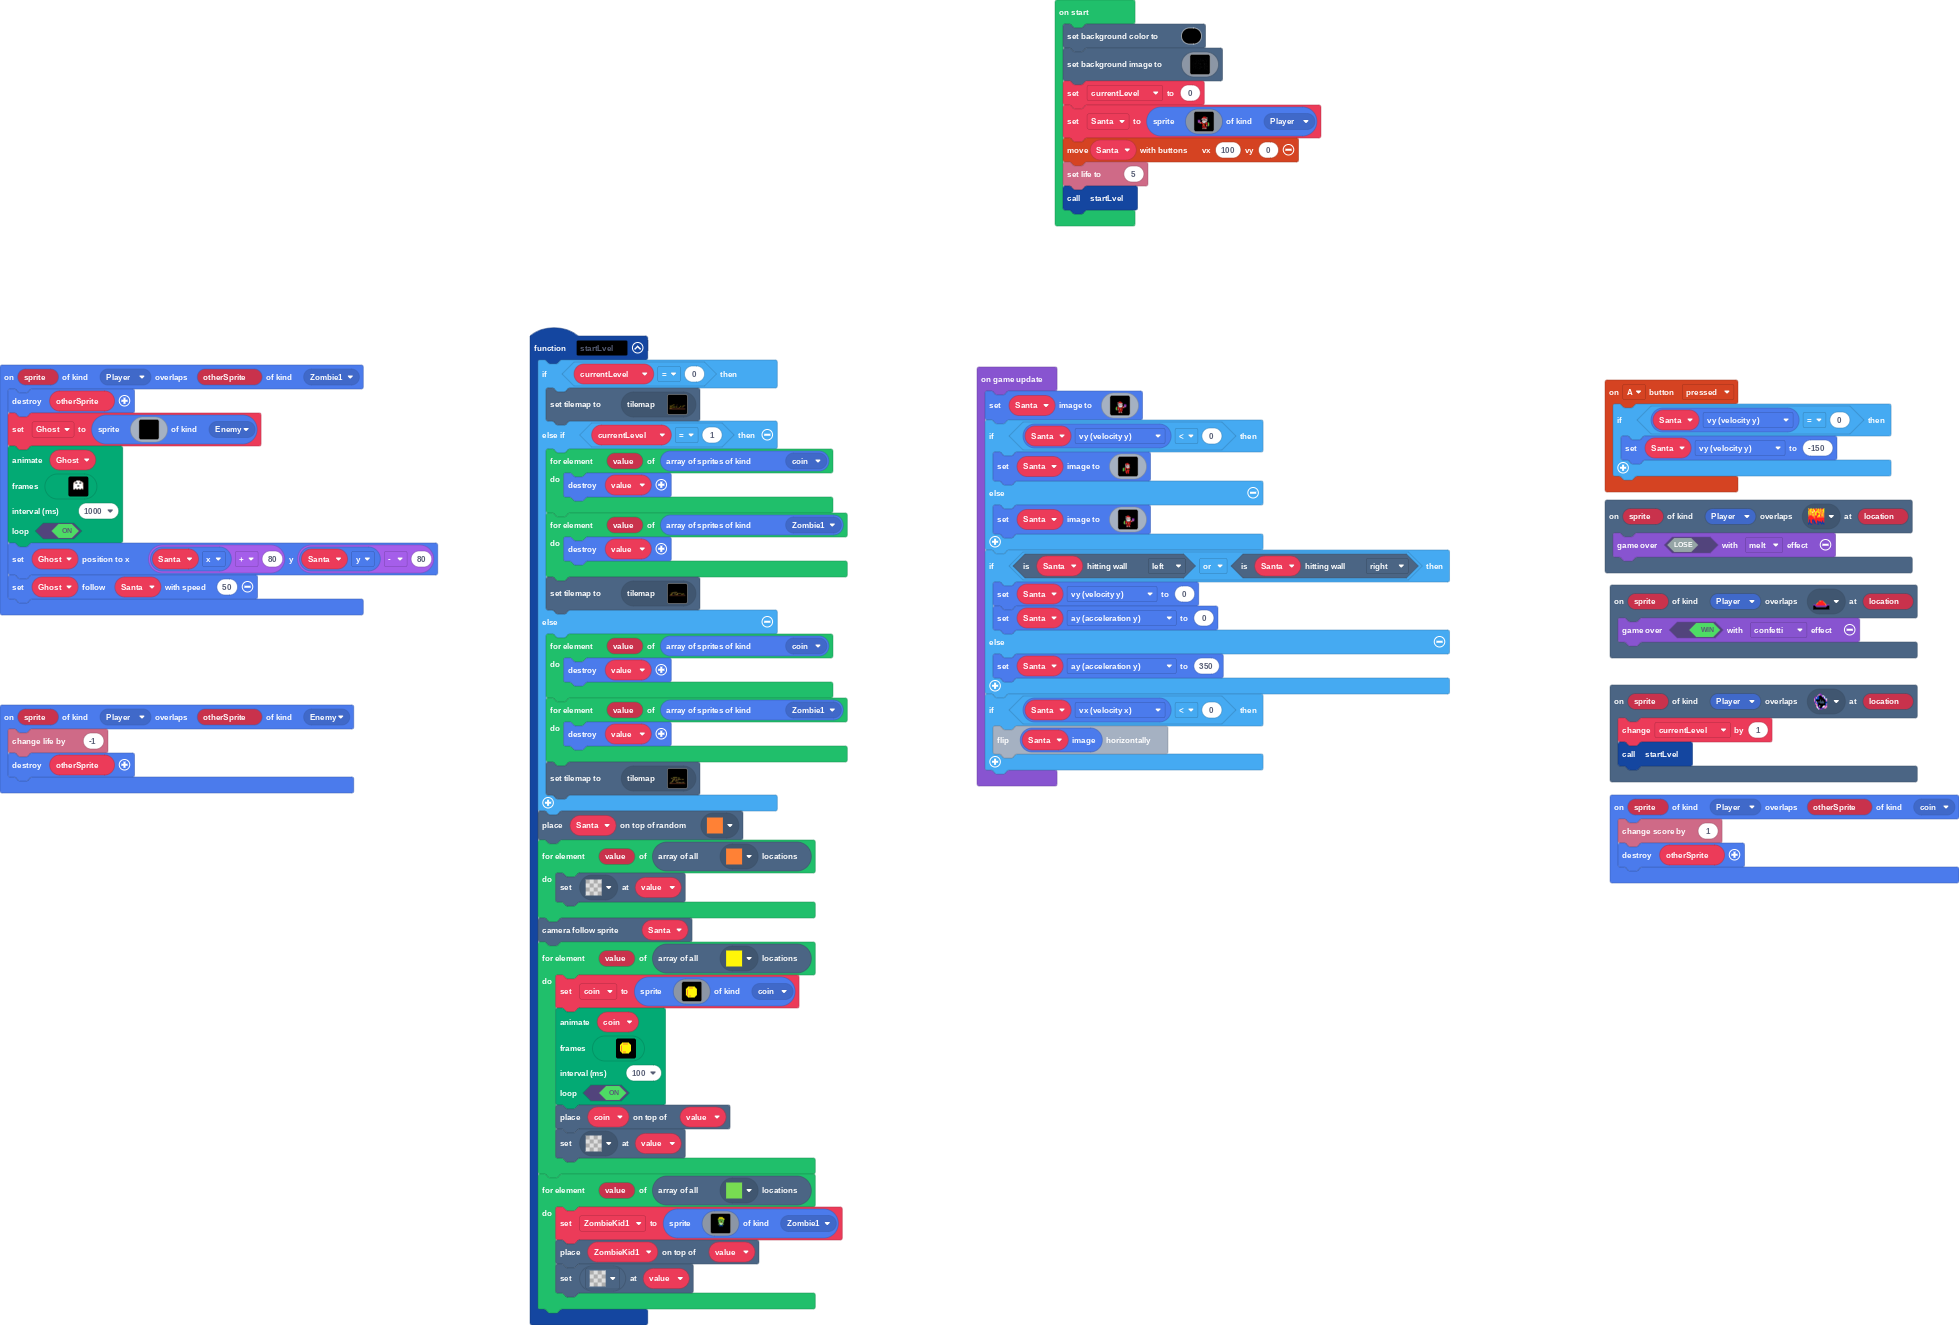 on start
set background color to
set background image to
set currentLevel to 0
set Santa to sprite of kind Player
move Santa with buttons vx 100 vy 0
set life to 5
call startLvel
on sprite of kind Player overlaps otherSprite of kind Zombie1
destroy otherSprite
set Ghost to sprite of kind Enemy
animate Ghost
frames
interval (ms) 1000
loop ON
set Ghost position to x Santa x + 80 y Santa y - 80
set Ghost follow Santa with speed 50
on sprite of kind Player overlaps otherSprite of kind Enemy
change life by -1
destroy otherSprite
function startLvel
if currentLevel = 0 then
set tilemap to tilemap
else if currentLevel = 1 then
for element value of array of sprites of kind coin
do destroy value
for element value of array of sprites of kind Zombie1
do destroy value
set tilemap to tilemap
else
for element value of array of sprites of kind coin
do destroy value
for element value of array of sprites of kind Zombie1
do destroy value
set tilemap to tilemap
place Santa on top of random
for element value of array of all locations
do set at value
camera follow sprite Santa
for element value of array of all locations
do set coin to sprite of kind coin
animate coin
frames
interval (ms) 100
loop ON
place coin on top of value
set at value
for element value of array of all locations
do set ZombieKid1 to sprite of kind Zombie1
place ZombieKid1 on top of value
set at value
on game update
set Santa image to
if Santa vy (velocity y) < 0 then
set Santa image to
else
set Santa image to
if is Santa hitting wall left or is Santa hitting wall right then
set Santa vy (velocity y) to 0
set Santa ay (acceleration y) to 0
else
set Santa ay (acceleration y) to 350
if Santa vx (velocity x) < 0 then
flip Santa image horizontally
on A button pressed
if Santa vy (velocity y) = 0 then
set Santa vy (velocity y) to -150
on sprite of kind Player overlaps at location
game over LOSE with melt effect
on sprite of kind Player overlaps at location
game over WIN with confetti effect
on sprite of kind Player overlaps at location
change currentLevel by 1
call startLvel
on sprite of kind Player overlaps otherSprite of kind coin
change score by 1
destroy otherSprite